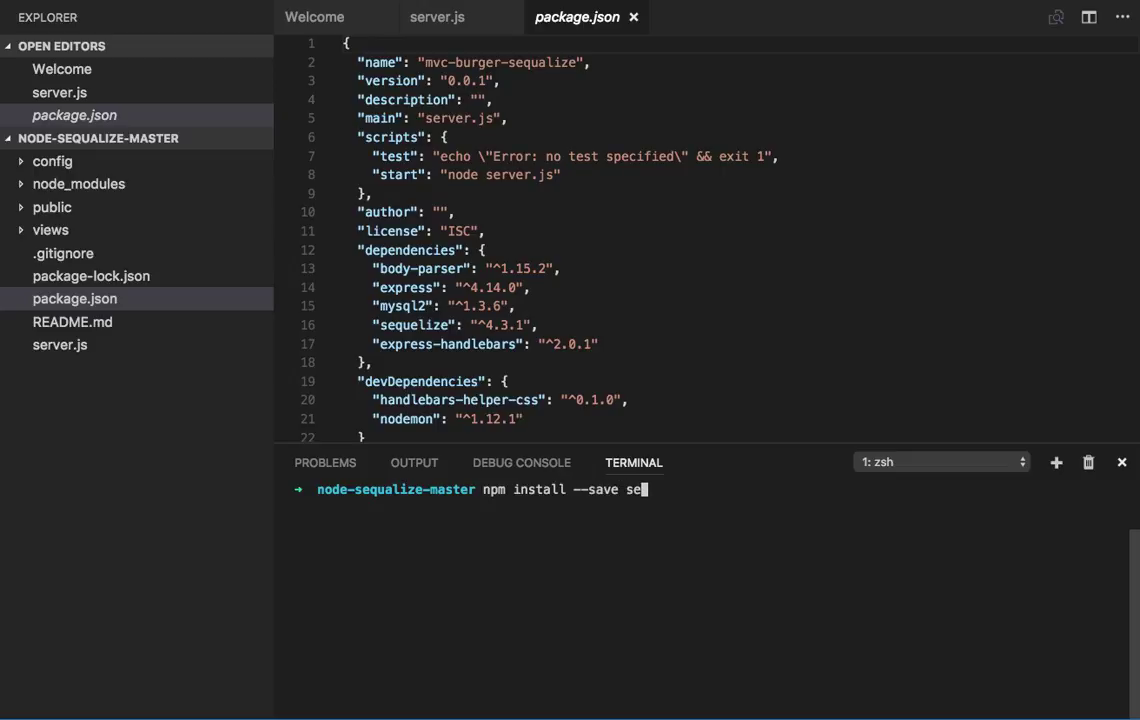 EXPLORER
OPEN EDITORS
Welcome
server.js
package.json
NODE-SEQUALIZE-MASTER
config
node_modules
public
views
.gitignore
package-lock.json
package.json
README.md
server.js
Welcome server.js package.json ×
1 {
2 "name": "mvc-burger-sequalize",
3 "version": "0.0.1",
4 "description": "",
5 "main": "server.js",
6 "scripts": {
7 "test": "echo \"Error: no test specified\" && exit 1",
8 "start": "node server.js"
9 },
10 "author": "",
11 "license": "ISC",
12 "dependencies": {
13 "body-parser": "^1.15.2",
14 "express": "^4.14.0",
15 "mysql2": "^1.3.6",
16 "sequelize": "^4.3.1",
17 "express-handlebars": "^2.0.1"
18 },
19 "devDependencies": {
20 "handlebars-helper-css": "^0.1.0",
21 "nodemon": "^1.12.1"
22 }
PROBLEMS OUTPUT DEBUG CONSOLE TERMINAL 1: zsh
➜ node-sequalize-master npm install --save se